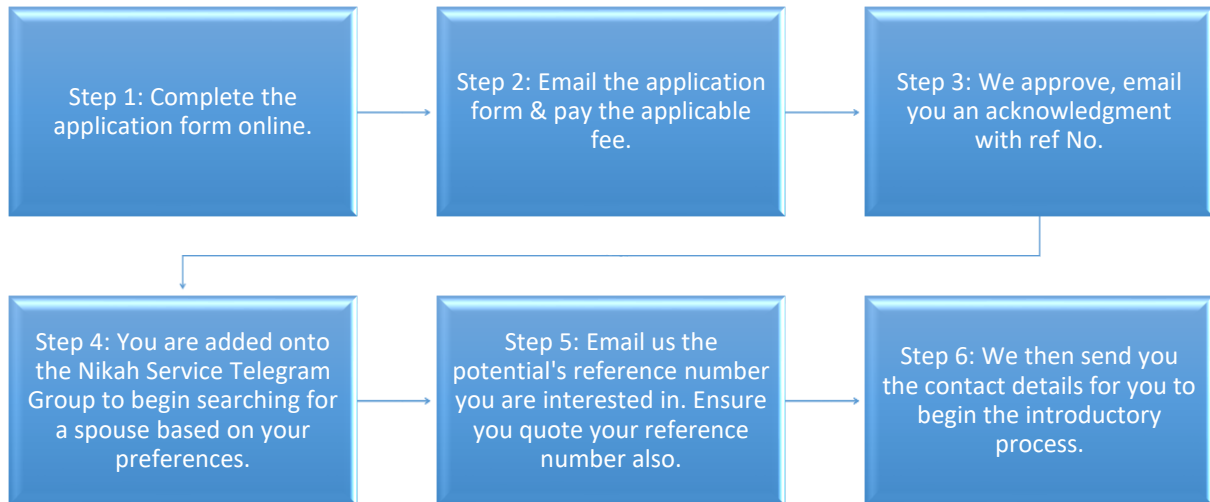 Step 1: Complete the
application form online.
Step 2: Email the application
form & pay the applicable
fee.
Step 3: We approve, email
you an acknowledgment
with ref No.
Step 4: You are added onto
the Nikah Service Telegram
Group to begin searching for
a spouse based on your
preferences.
Step 5: Email us the
potential's reference number
you are interested in. Ensure
you quote your reference
number also.
Step 6: We then send you
the contact details for you to
begin the introductory
process.